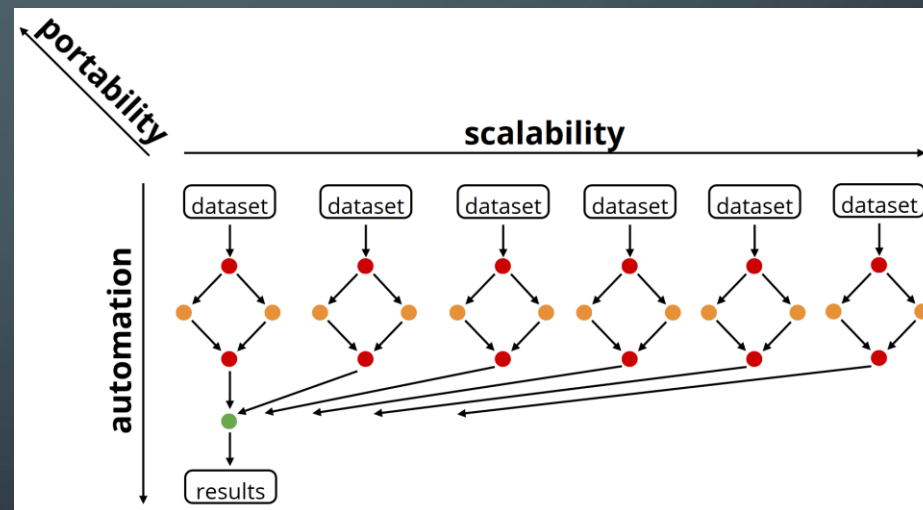 portability
scalability
dataset
dataset
dataset
dataset
dataset
dataset
automation
results